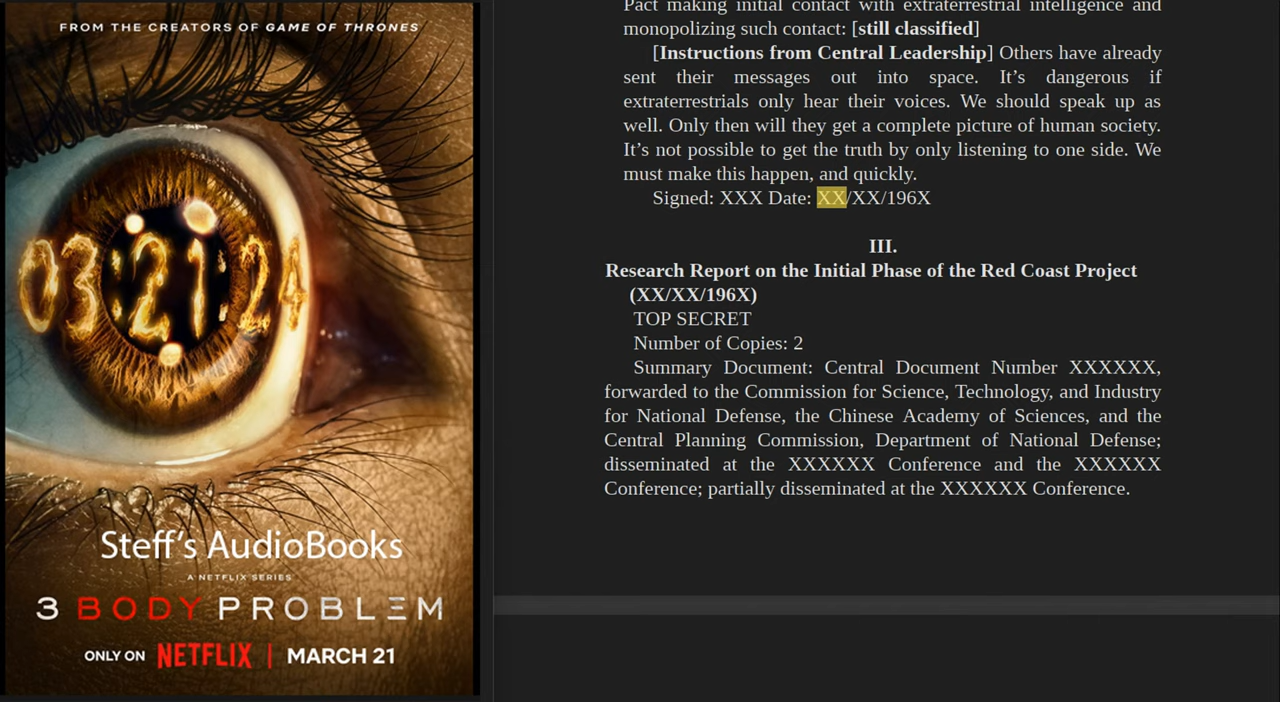 FROM THE CREATORS OF GAME OF THRONES
03:21:24
Steff's AudioBooks
A NETFLIX SERIES
3 BODY PROBLEM
ONLY ON NETFLIX | MARCH 21
Pact making initial contact with extraterrestrial intelligence and
monopolizing such contact: [still classified]
[Instructions from Central Leadership] Others have already
sent their messages out into space. It’s dangerous if
extraterrestrials only hear their voices. We should speak up as
well. Only then will they get a complete picture of human society.
It’s not possible to get the truth by only listening to one side. We
must make this happen, and quickly.
Signed: XXX Date: XX/XX/196X
III.
Research Report on the Initial Phase of the Red Coast Project
(XX/XX/196X)
TOP SECRET
Number of Copies: 2
Summary Document: Central Document Number XXXXXX,
forwarded to the Commission for Science, Technology, and Industry
for National Defense, the Chinese Academy of Sciences, and the
Central Planning Commission, Department of National Defense;
disseminated at the XXXXXX Conference and the XXXXXX
Conference; partially disseminated at the XXXXXX Conference.